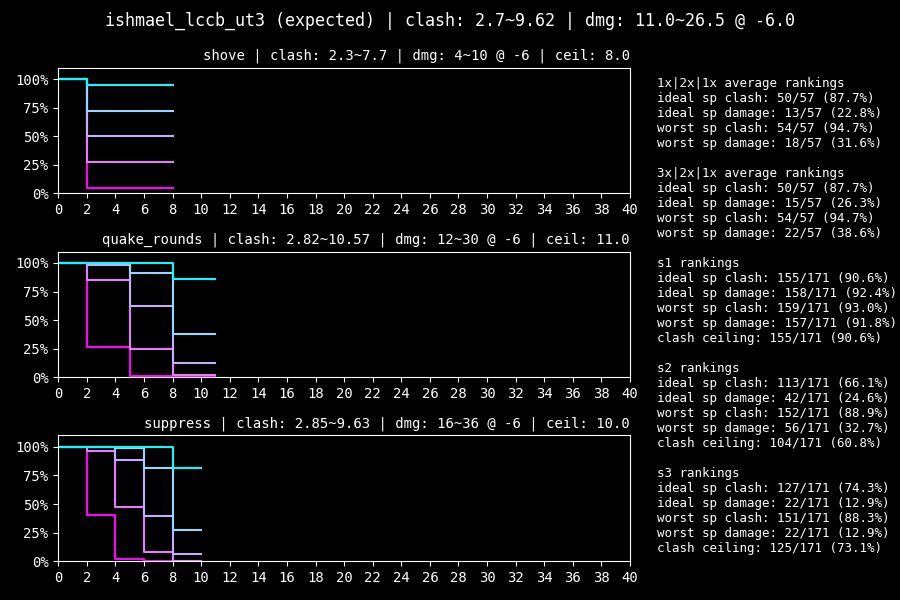 ishmael_lccb_ut3 (expected) | clash: 2.7~9.62 | dmg: 11.0~26.5 @ -6.0
shove | clash: 2.3~7.7 | dmg: 4~10 @ -6 | ceil: 8.0
100%
75%
50%
25%
0%
0 2 4 6 8 10 12 14 16 18 20 22 24 26 28 30 32 34 36 38 40
quake_rounds | clash: 2.82~10.57 | dmg: 12~30 @ -6 | ceil: 11.0
100%
75%
50%
25%
0%
0 2 4 6 8 10 12 14 16 18 20 22 24 26 28 30 32 34 36 38 40
suppress | clash: 2.85~9.63 | dmg: 16~36 @ -6 | ceil: 10.0
100%
75%
50%
25%
0%
0 2 4 6 8 10 12 14 16 18 20 22 24 26 28 30 32 34 36 38 40
1x|2x|1x average rankings
ideal sp clash: 50/57 (87.7%)
ideal sp damage: 13/57 (22.8%)
worst sp clash: 54/57 (94.7%)
worst sp damage: 18/57 (31.6%)
3x|2x|1x average rankings
ideal sp clash: 50/57 (87.7%)
ideal sp damage: 15/57 (26.3%)
worst sp clash: 54/57 (94.7%)
worst sp damage: 22/57 (38.6%)
s1 rankings
ideal sp clash: 155/171 (90.6%)
ideal sp damage: 158/171 (92.4%)
worst sp clash: 159/171 (93.0%)
worst sp damage: 157/171 (91.8%)
clash ceiling: 155/171 (90.6%)
s2 rankings
ideal sp clash: 113/171 (66.1%)
ideal sp damage: 42/171 (24.6%)
worst sp clash: 152/171 (88.9%)
worst sp damage: 56/171 (32.7%)
clash ceiling: 104/171 (60.8%)
s3 rankings
ideal sp clash: 127/171 (74.3%)
ideal sp damage: 22/171 (12.9%)
worst sp clash: 151/171 (88.3%)
worst sp damage: 22/171 (12.9%)
clash ceiling: 125/171 (73.1%)